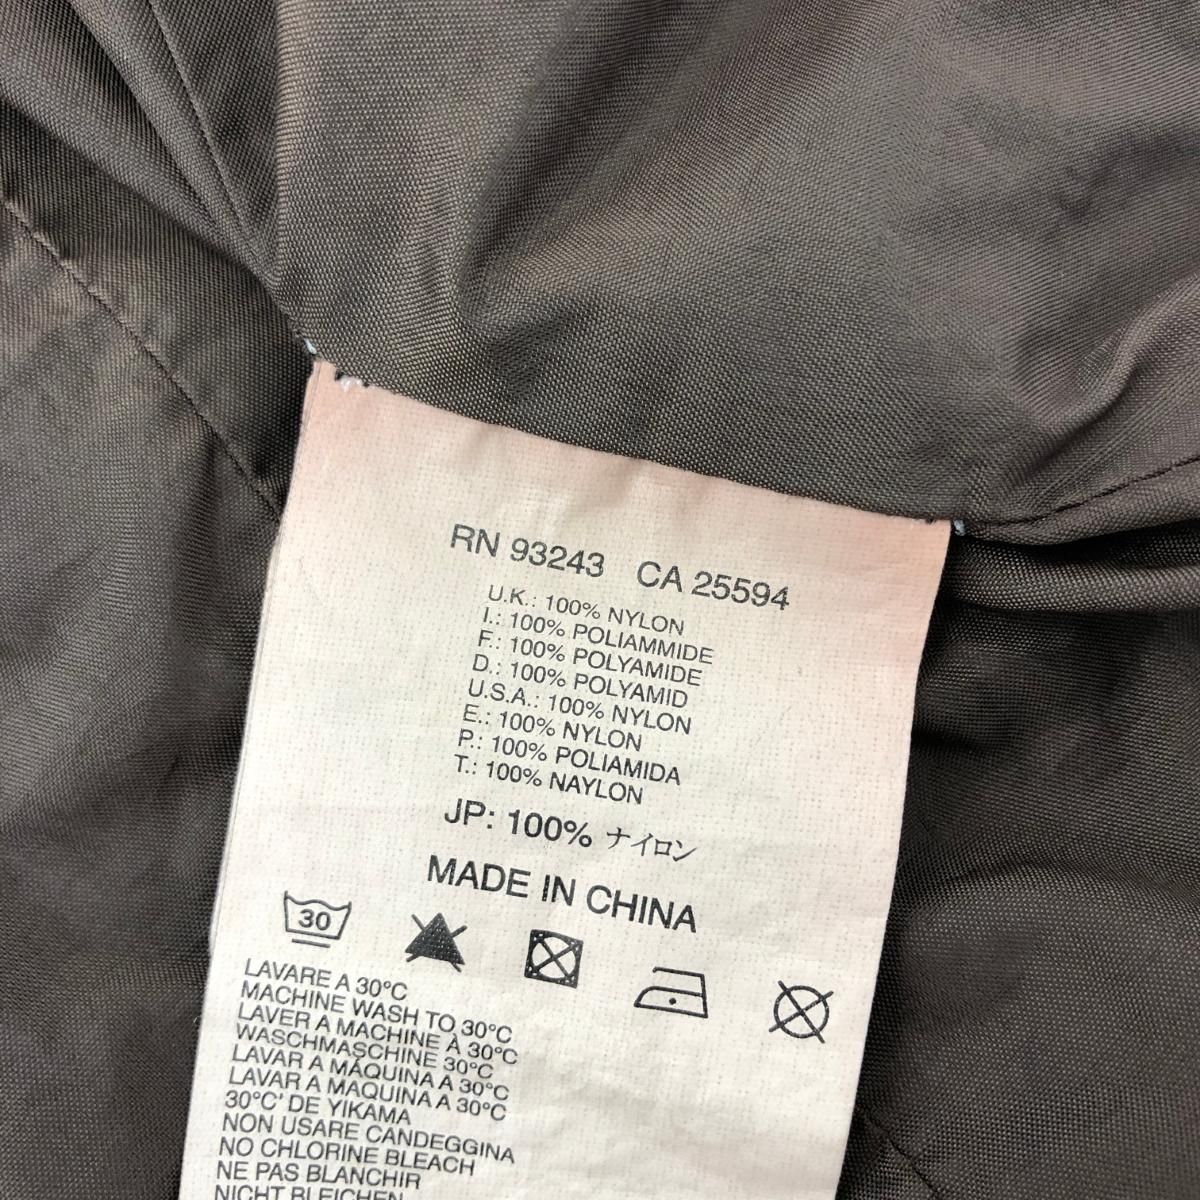 RN 93243 CA 25594
U.K.: 100% NYLON
I.: 100% POLIAMMIDE
F.: 100% POLYAMIDE
D.: 100% POLYAMID
U.S.A.: 100% NYLON
E.: 100% NYLON
P.: 100% POLIAMIDA
T.: 100% NAYLON
JP: 100% ナイロン
MADE IN CHINA
30
LAVARE A 30°C
MACHINE WASH TO 30°C
LAVER A MACHINE À 30°C
WASCHMASCHINE 30°C
LAVAR A MÁQUINA A 30°C
LAVAR A MAQUINA A 30°C
30°C' DE YIKAMA
NON USARE CANDEGGINA
NO CHLORINE BLEACH
NE PAS BLANCHIR
NICHT BLEICHEN